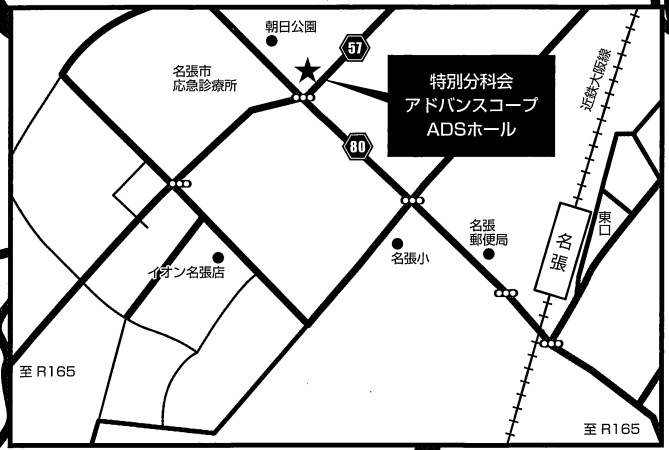 朝日公園
57
名張市
応急診療所
特別分科会
アドバンスコープ
ADSホール
近鉄大阪線
80
名張
郵便局
東口
名張
名張小
イオン名張店
至 R165
至 R165